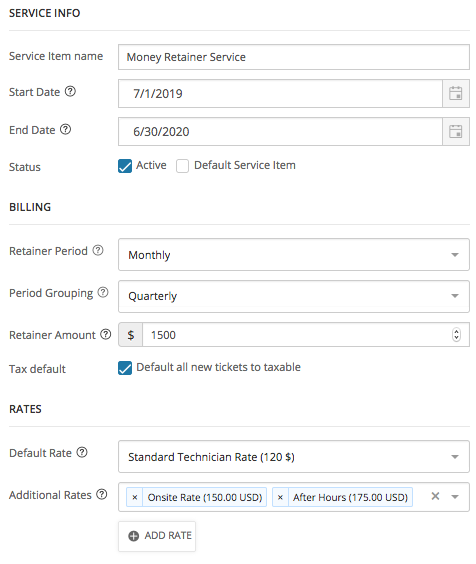 SERVICE INFO
Service Item name Money Retainer Service
Start Date ? 7/1/2019
End Date ? 6/30/2020
Status Active Default Service Item
BILLING
Retainer Period ? Monthly
Period Grouping ? Quarterly
Retainer Amount ? $ 1500
Tax default Default all new tickets to taxable
RATES
Default Rate ? Standard Technician Rate (120 $)
Additional Rates ? × Onsite Rate (150.00 USD) × After Hours (175.00 USD) ×
ADD RATE